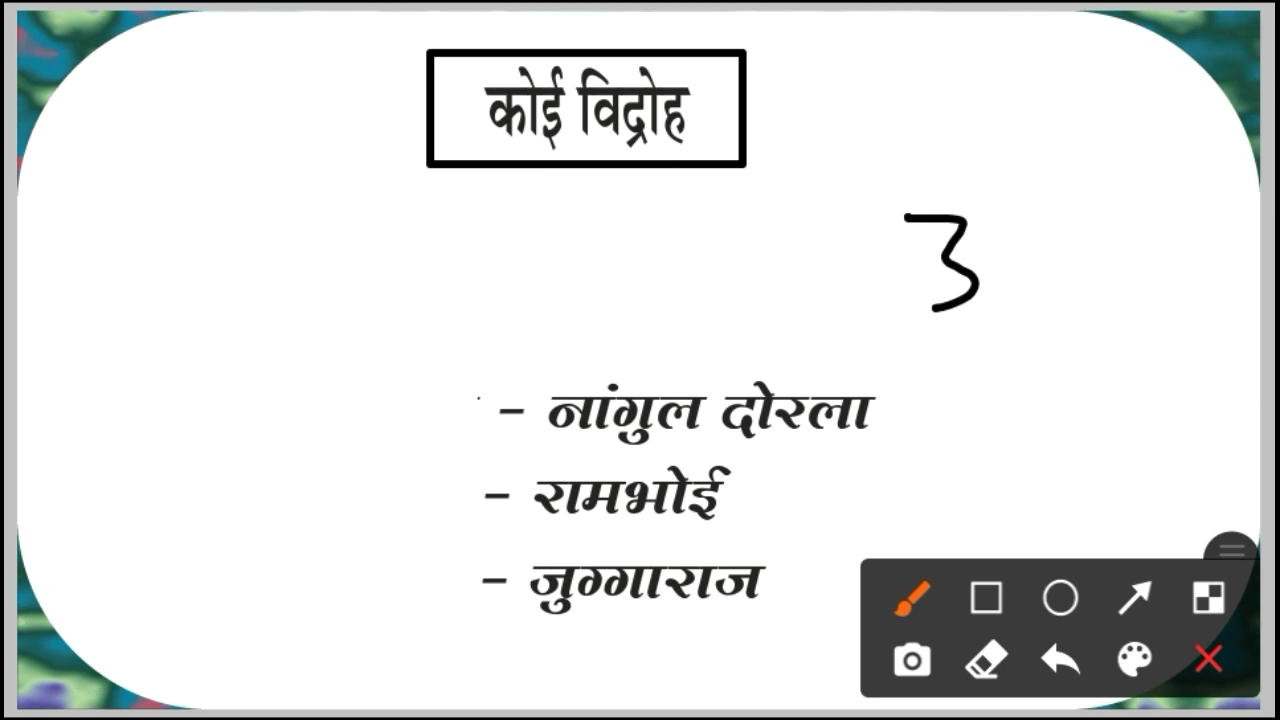 कोई विद्रोह
3
- नांगुल दोरला
- रामभोई
- जुग्गाराज